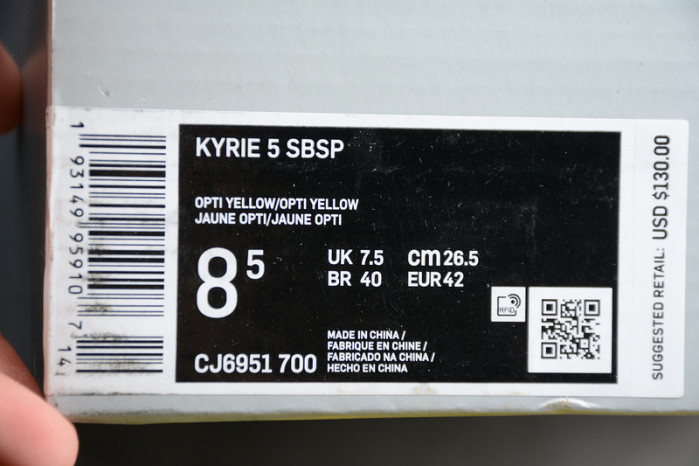 1 93149 95910 7 14
KYRIE 5 SBSP
OPTI YELLOW/OPTI YELLOW
JAUNE OPTI/JAUNE OPTI
8 5
UK 7.5 cm 26.5
BR 40 EUR 42
RFID
MADE IN CHINA /
FABRIQUE EN CHINE /
FABRICADO NA CHINA /
HECHO EN CHINA
CJ6951 700
SUGGESTED RETAIL: USD $130.00